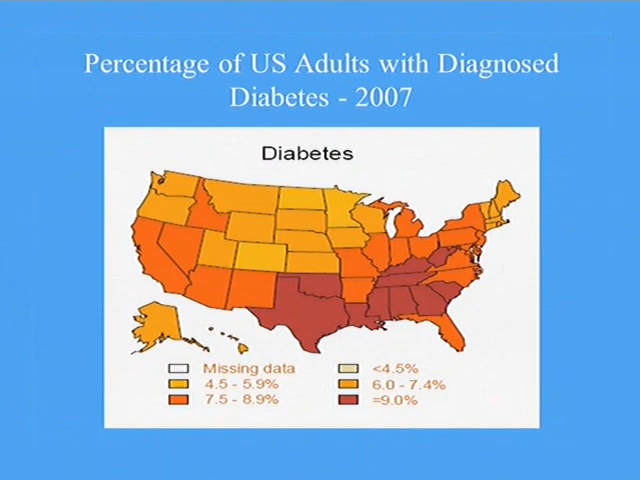 Percentage of US Adults with Diagnosed
Diabetes - 2007
Diabetes
Missing data
<4.5%
4.5 - 5.9%
6.0 - 7.4%
7.5 - 8.9%
=9.0%